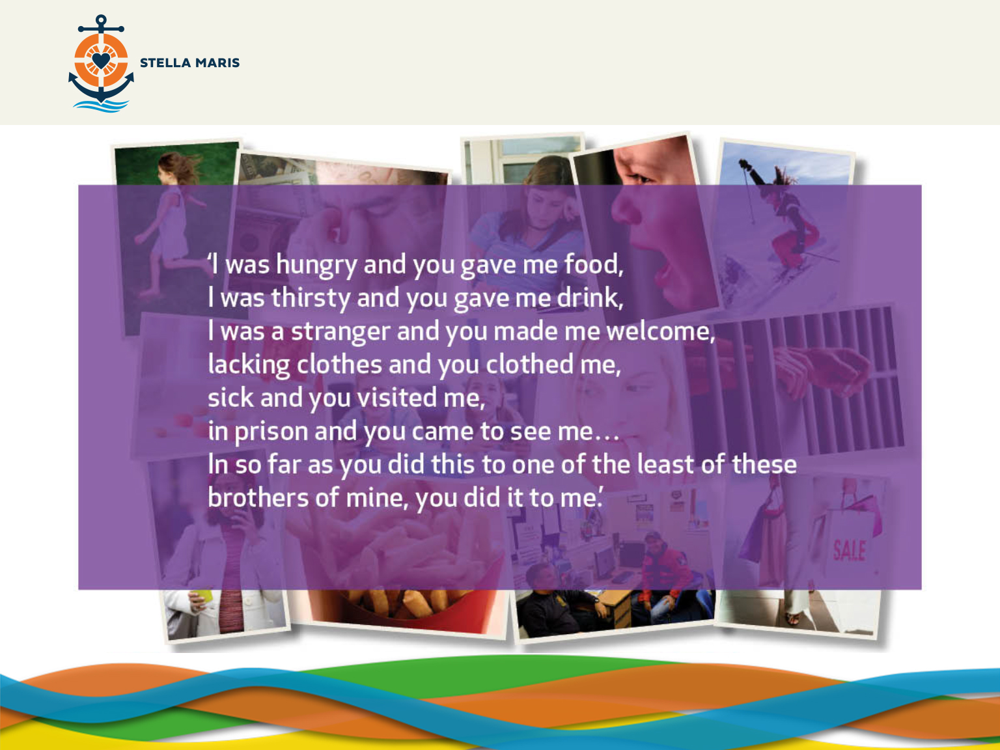 STELLA MARIS
‘I was hungry and you gave me food,
I was thirsty and you gave me drink,
I was a stranger and you made me welcome,
lacking clothes and you clothed me,
sick and you visited me,
in prison and you came to see me…
In so far as you did this to one of the least of these
brothers of mine, you did it to me.’
SALE